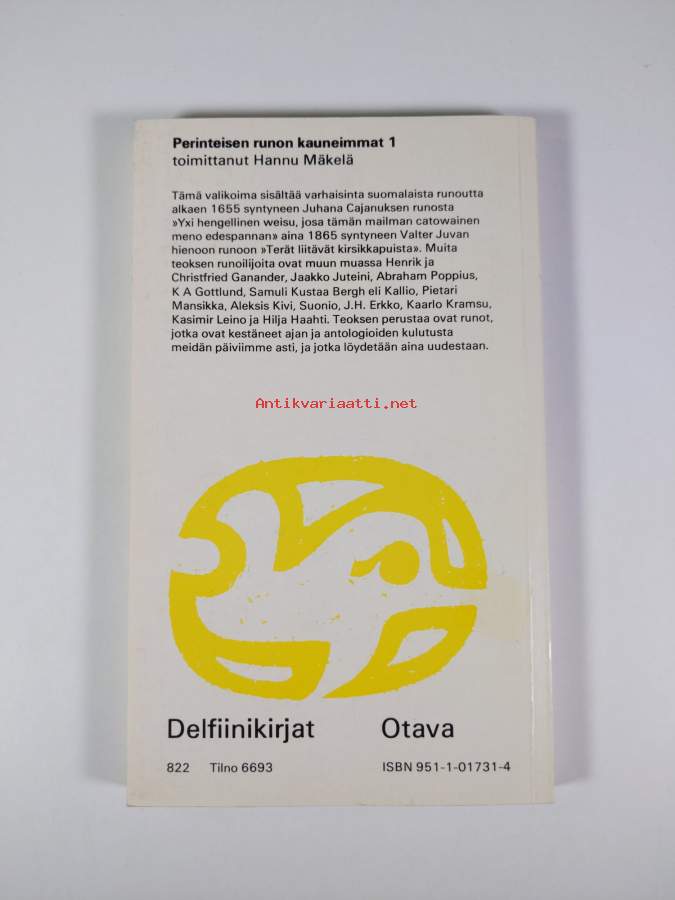 Perinteisen runon kauneimmat 1
toimittanut Hannu Mäkelä
Tämä valikoima sisältää varhaisinta suomalaista runoutta
alkaen 1655 syntyneen Juhana Cajanuksen runosta
»Yxi hengellinen weisu, josa tämän mailman catowainen
meno edespannan» aina 1865 syntyneen Valter Juvan
hienoon runoon »Terät liitävät kirsikkapuista». Muita
teoksen runoilijoita ovat muun muassa Henrik ja
Christfried Ganander, Jaakko Juteini, Abraham Poppius,
K A Gottlund, Samuli Kustaa Bergh eli Kallio, Pietari
Mansikka, Aleksis Kivi, Suonio, J.H. Erkko, Kaarlo Kramsu,
Kasimir Leino ja Hilja Haahti. Teoksen perustaa ovat runot,
jotka ovat kestäneet ajan ja antologioiden kulutusta
meidän päiviimme asti, ja jotka löydetään aina uudestaan.
Antikvariaatti.net
Delfiinikirjat Otava
822 Tilno 6693 ISBN 951-1-01731-4